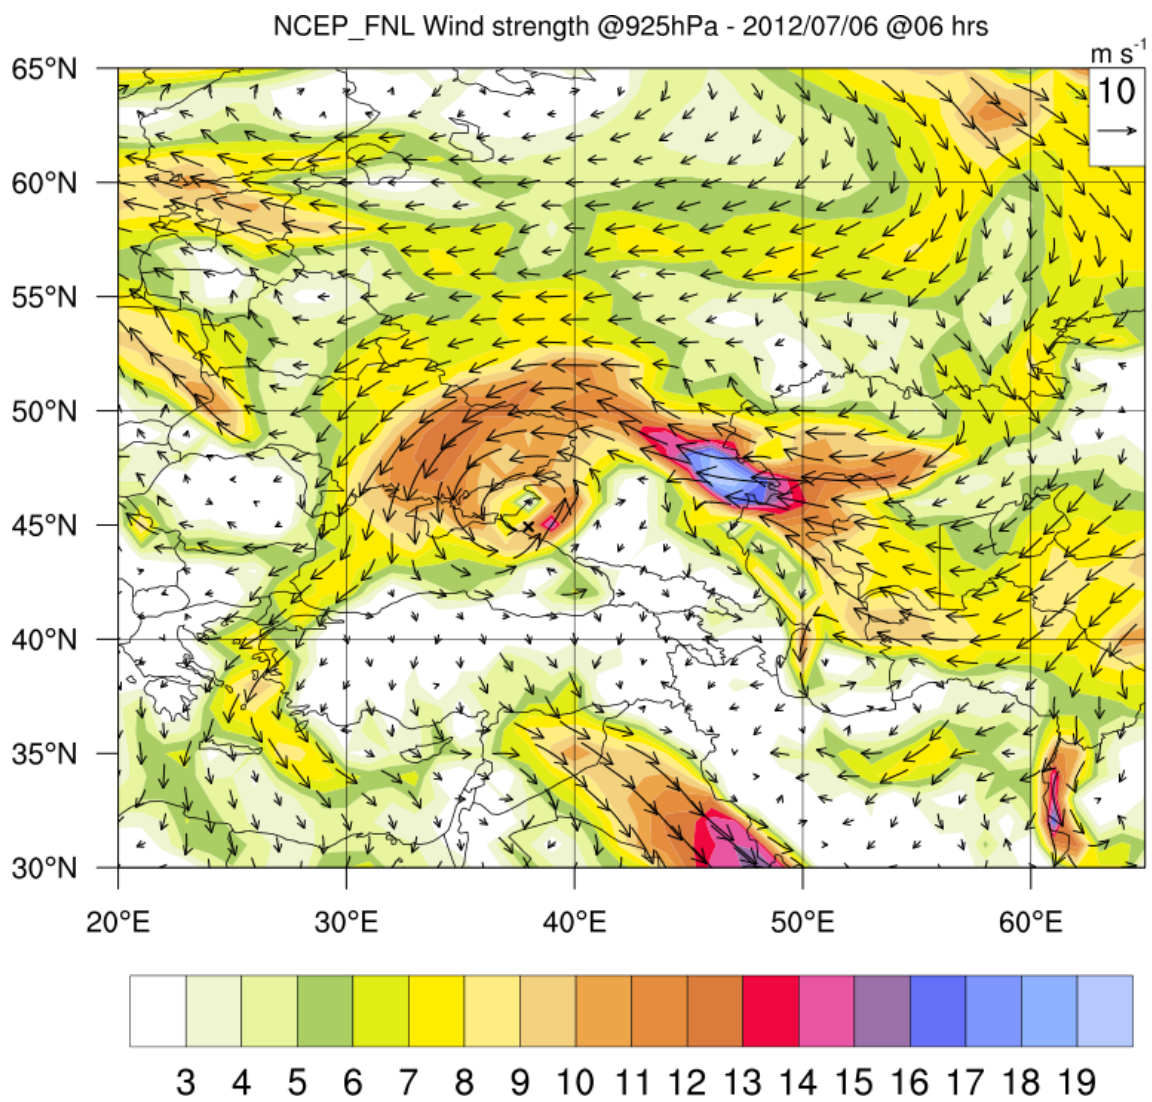 NCEP_FNL Wind strength @925hPa - 2012/07/06 @06 hrs
m s-1
10
65°N
60°N
55°N
50°N
45°N
40°N
35°N
30°N
20°E 30°E 40°E 50°E 60°E
3 4 5 6 7 8 9 10 11 12 13 14 15 16 17 18 19